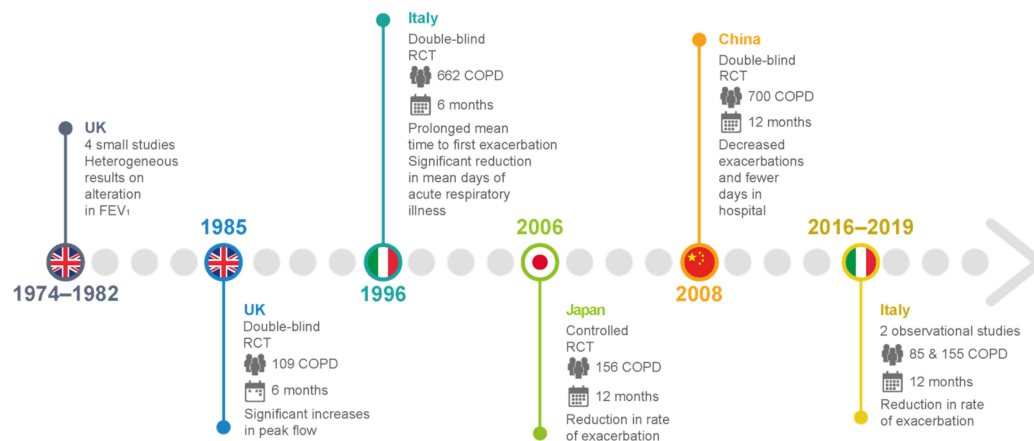 UK
4 small studies
Heterogeneous
results on
alteration
in FEV₁
1974–1982
1985
UK
Double-blind
RCT
109 COPD
6 months
Significant increases
in peak flow
Italy
Double-blind
RCT
662 COPD
6 months
Prolonged mean
time to first exacerbation
Significant reduction
in mean days of
acute respiratory
illness
1996
2006
Japan
Controlled
RCT
156 COPD
12 months
Reduction in rate
of exacerbation
China
Double-blind
RCT
700 COPD
12 months
Decreased
exacerbations
and fewer
days in
hospital
2008
2016–2019
Italy
2 observational studies
85 & 155 COPD
12 months
Reduction in rate
of exacerbation